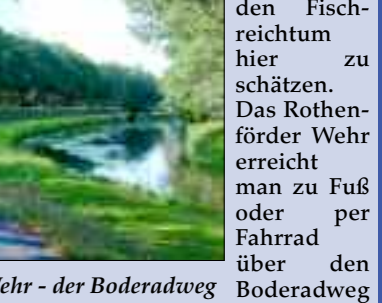 den Fisch-
reichtum
hier zu
schätzen.
Das Rothen-
förder Wehr
erreicht
man zu Fuß
oder per
Fahrrad
über den
Boderadweg
Wehr - der Boderadweg